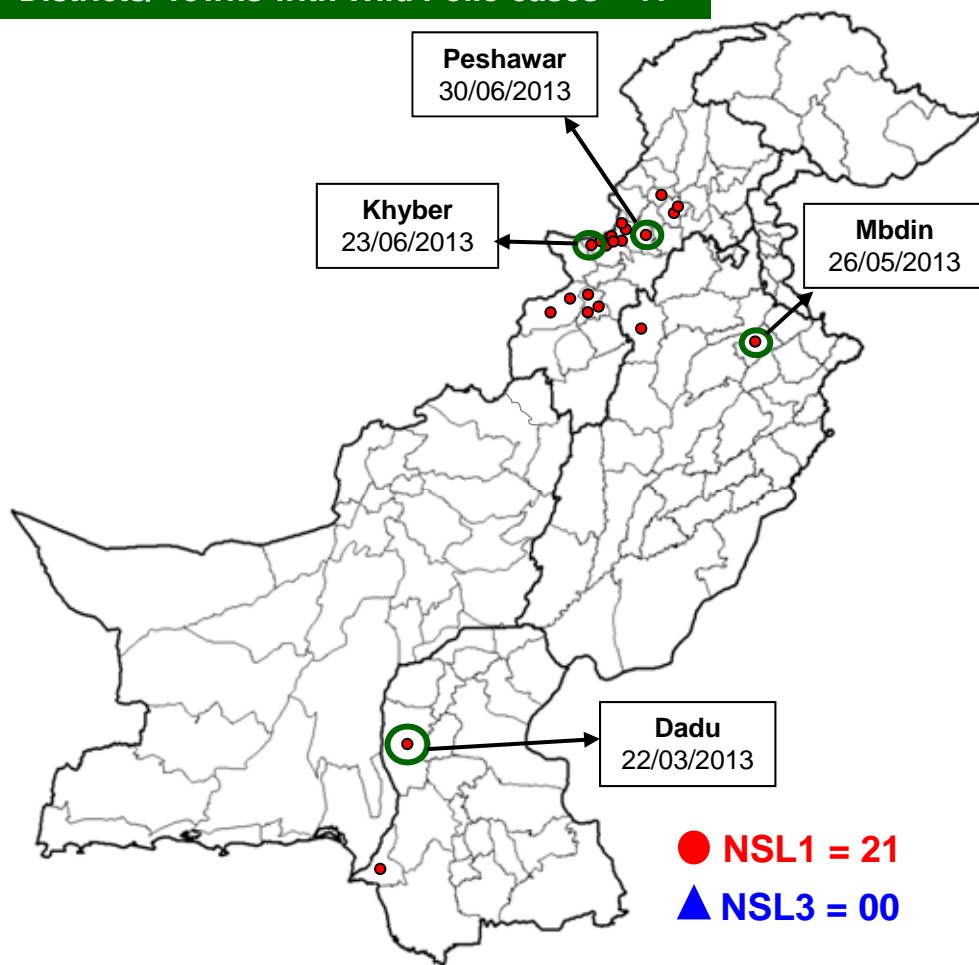 Peshawar
30/06/2013
Khyber
23/06/2013
Mbdin
26/05/2013
Dadu
22/03/2013
NSL1 = 21
NSL3 = 00